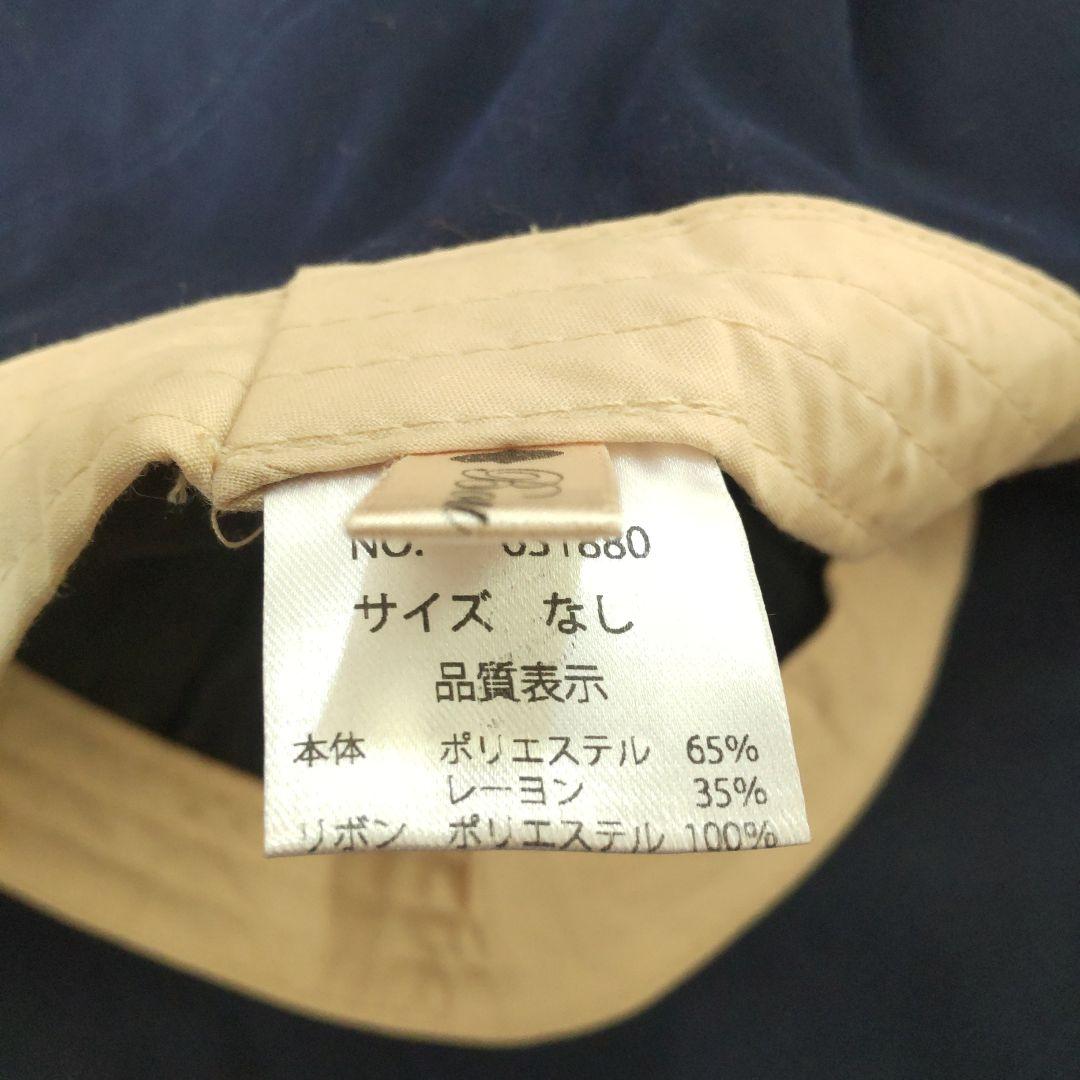 NO. 031880
サイズ なし
品質表示
本体 ポリエステル 65%
レーヨン 35%
リボン ポリエステル 100%